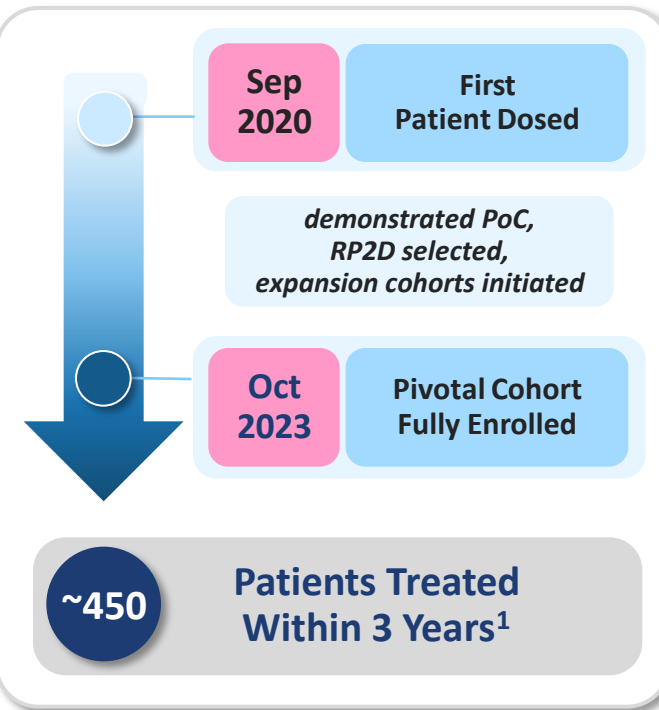 Sep
2020
First
Patient Dosed
demonstrated PoC,
RP2D selected,
expansion cohorts initiated
Oct
2023
Pivotal Cohort
Fully Enrolled
~450
Patients Treated
Within 3 Years¹